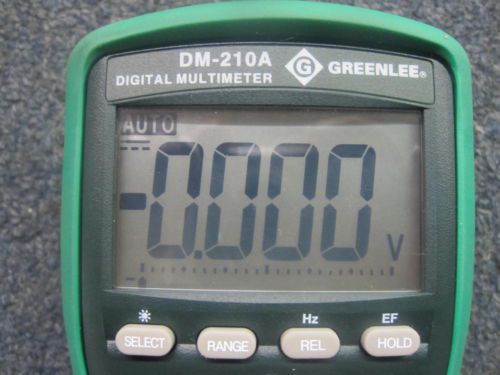 DM-210A
DIGITAL MULTIMETER
G GREENLEE®
AUTO
-0.000 V
Hz EF
SELECT RANGE REL HOLD